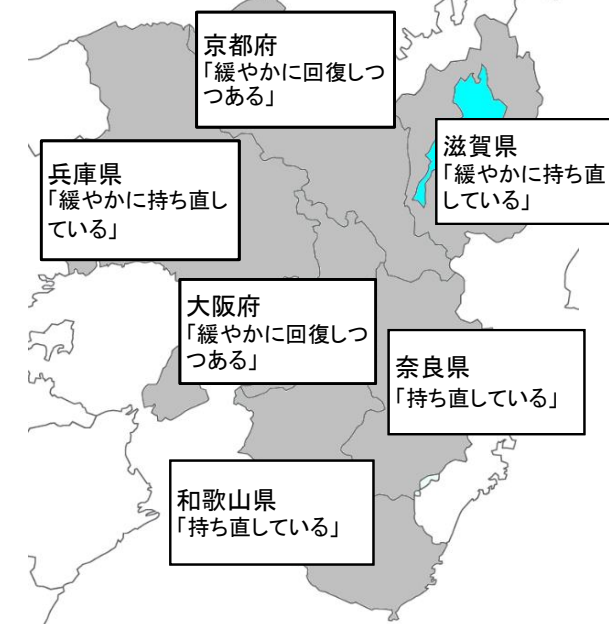 京都府
「緩やかに回復しつ
つある」
滋賀県
「緩やかに持ち直
している」
兵庫県
「緩やかに持ち直し
ている」
大阪府
「緩やかに回復しつ
つある」
奈良県
「持ち直している」
和歌山県
「持ち直している」